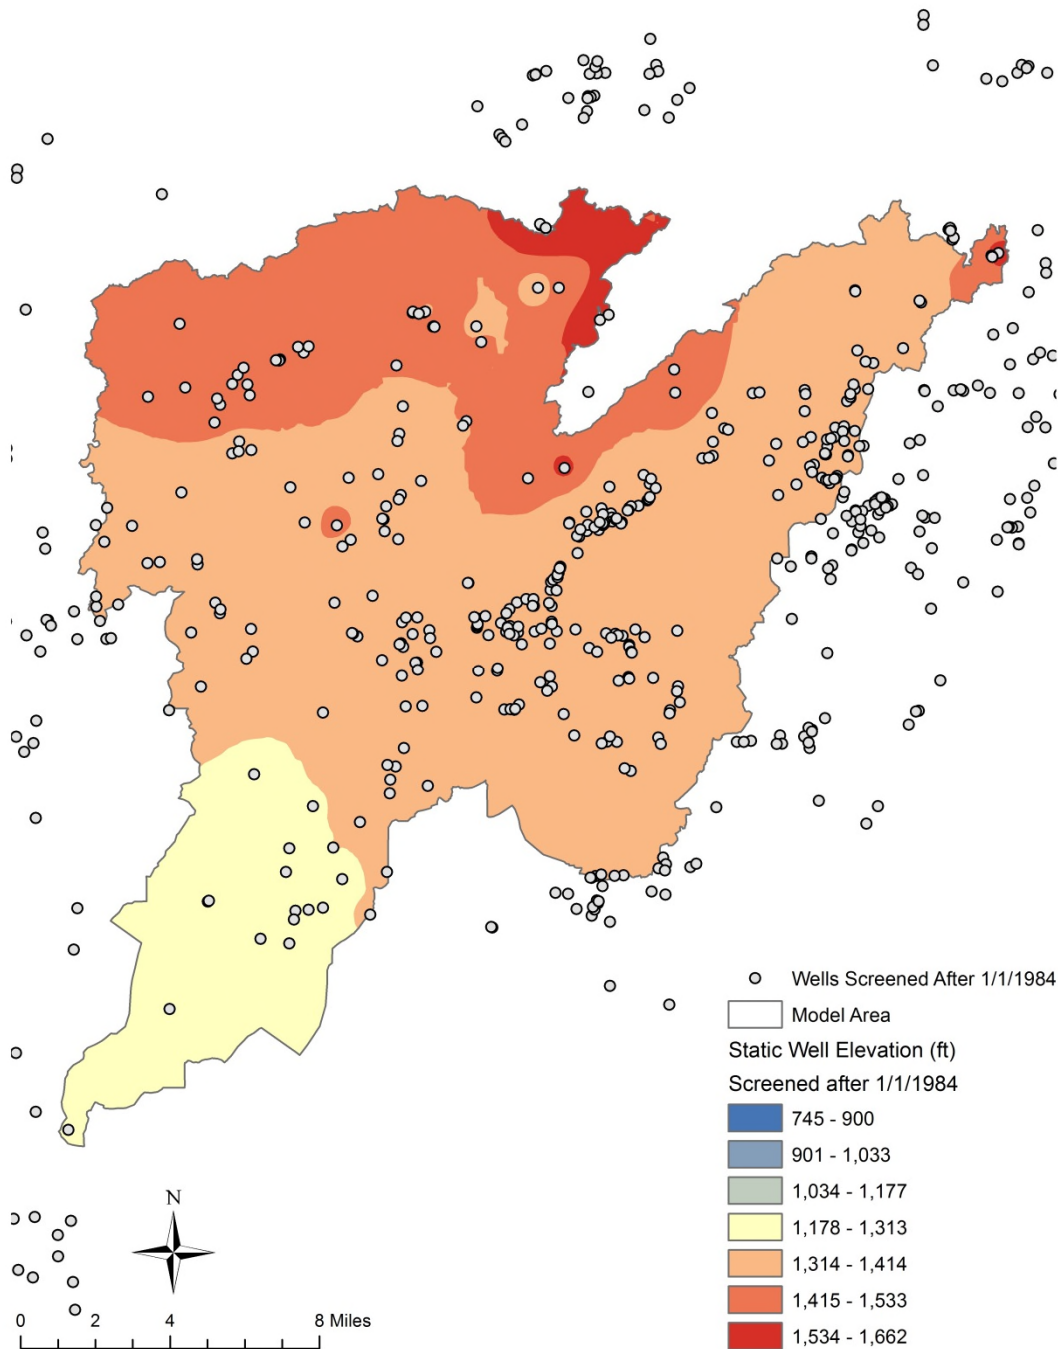 Wells Screened After 1/1/1984
Model Area
Static Well Elevation (ft)
Screened after 1/1/1984
745 - 900
901 - 1,033
1,034 - 1,177
1,178 - 1,313
1,314 - 1,414
1,415 - 1,533
1,534 - 1,662
N
0 2 4 8 Miles